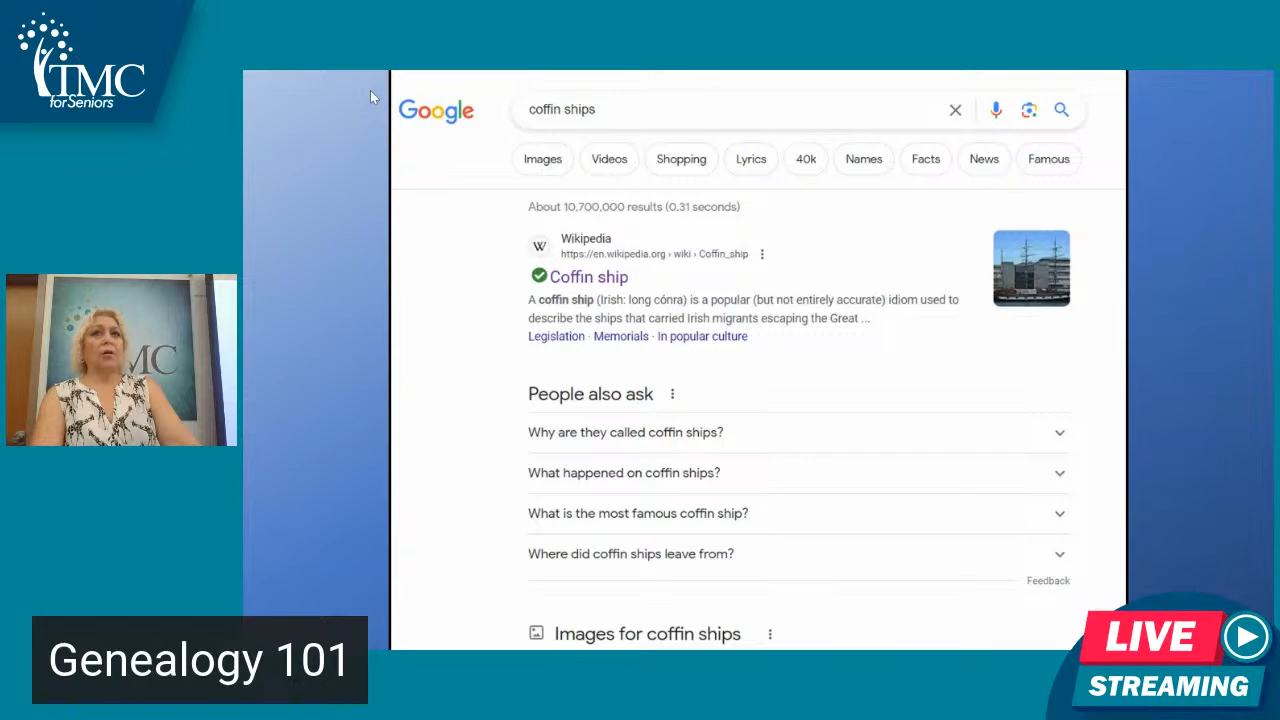 TMC
for Seniors
Google
coffin ships
Images
Videos
Shopping
Lyrics
40k
Names
Facts
News
Famous
About 10,700,000 results (0.31 seconds)
W
Wikipedia
https://en.wikipedia.org › wiki › Coffin_ship
Coffin ship
A coffin ship (Irish: long cónra) is a popular (but not entirely accurate) idiom used to
describe the ships that carried Irish migrants escaping the Great ...
Legislation · Memorials · In popular culture
People also ask
Why are they called coffin ships?
What happened on coffin ships?
What is the most famous coffin ship?
Where did coffin ships leave from?
Feedback
Images for coffin ships
MC
Genealogy 101
LIVE
STREAMING